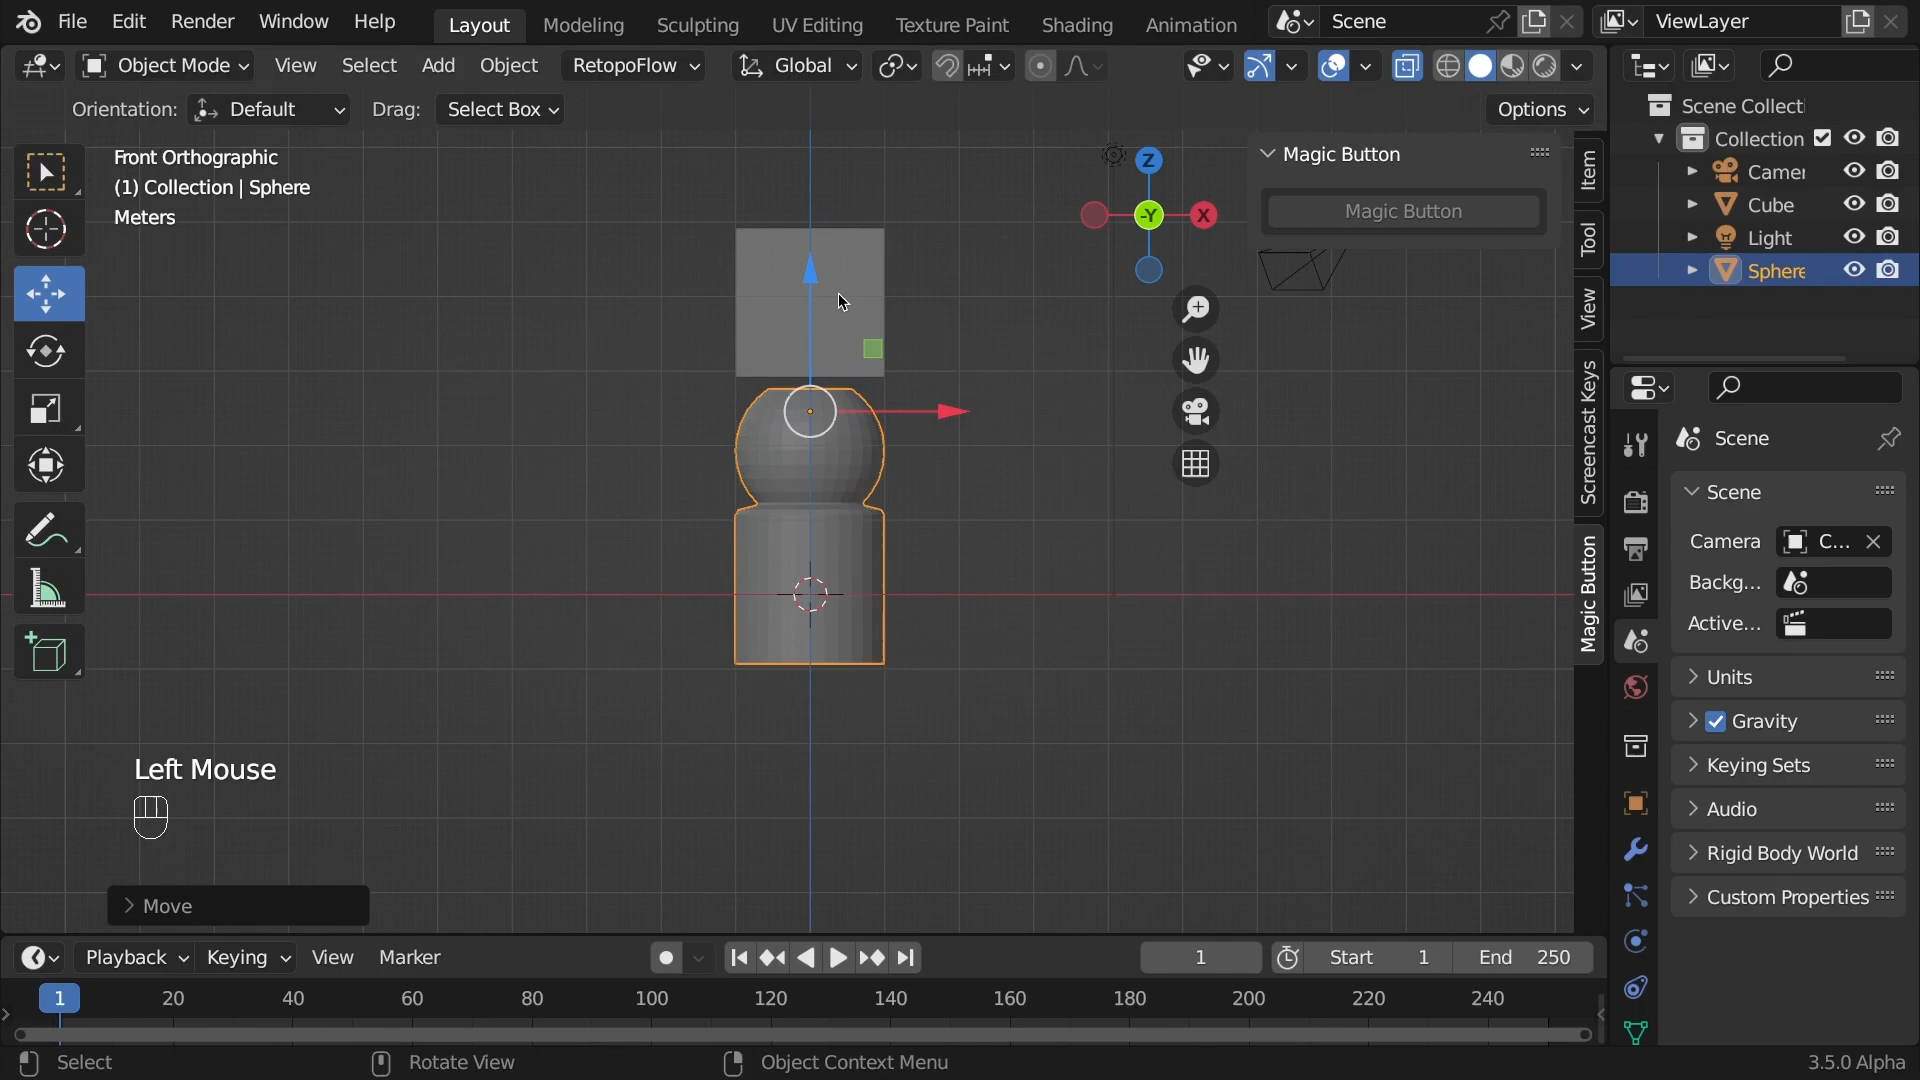 File Edit Render Window Help Layout Modeling Sculpting UV Editing Texture Paint Shading Animation Scene ViewLayer
Object Mode View Select Add Object RetopoFlow Global
Orientation: Default Drag: Select Box Options
Front Orthographic
(1) Collection | Sphere
Meters
Z
-Y
X
Magic Button
Magic Button
Item
Tool
View
Screencast Keys
Magic Button
Scene Collecti
Collection
Camer
Cube
Light
Sphere
Scene
Scene
Camera C...
Backg...
Active...
Units
Gravity
Keying Sets
Audio
Rigid Body World
Custom Properties
Left Mouse
Move
Playback Keying View Marker 1 Start 1 End 250
1 20 40 60 80 100 120 140 160 180 200 220 240
Select Rotate View Object Context Menu 3.5.0 Alpha